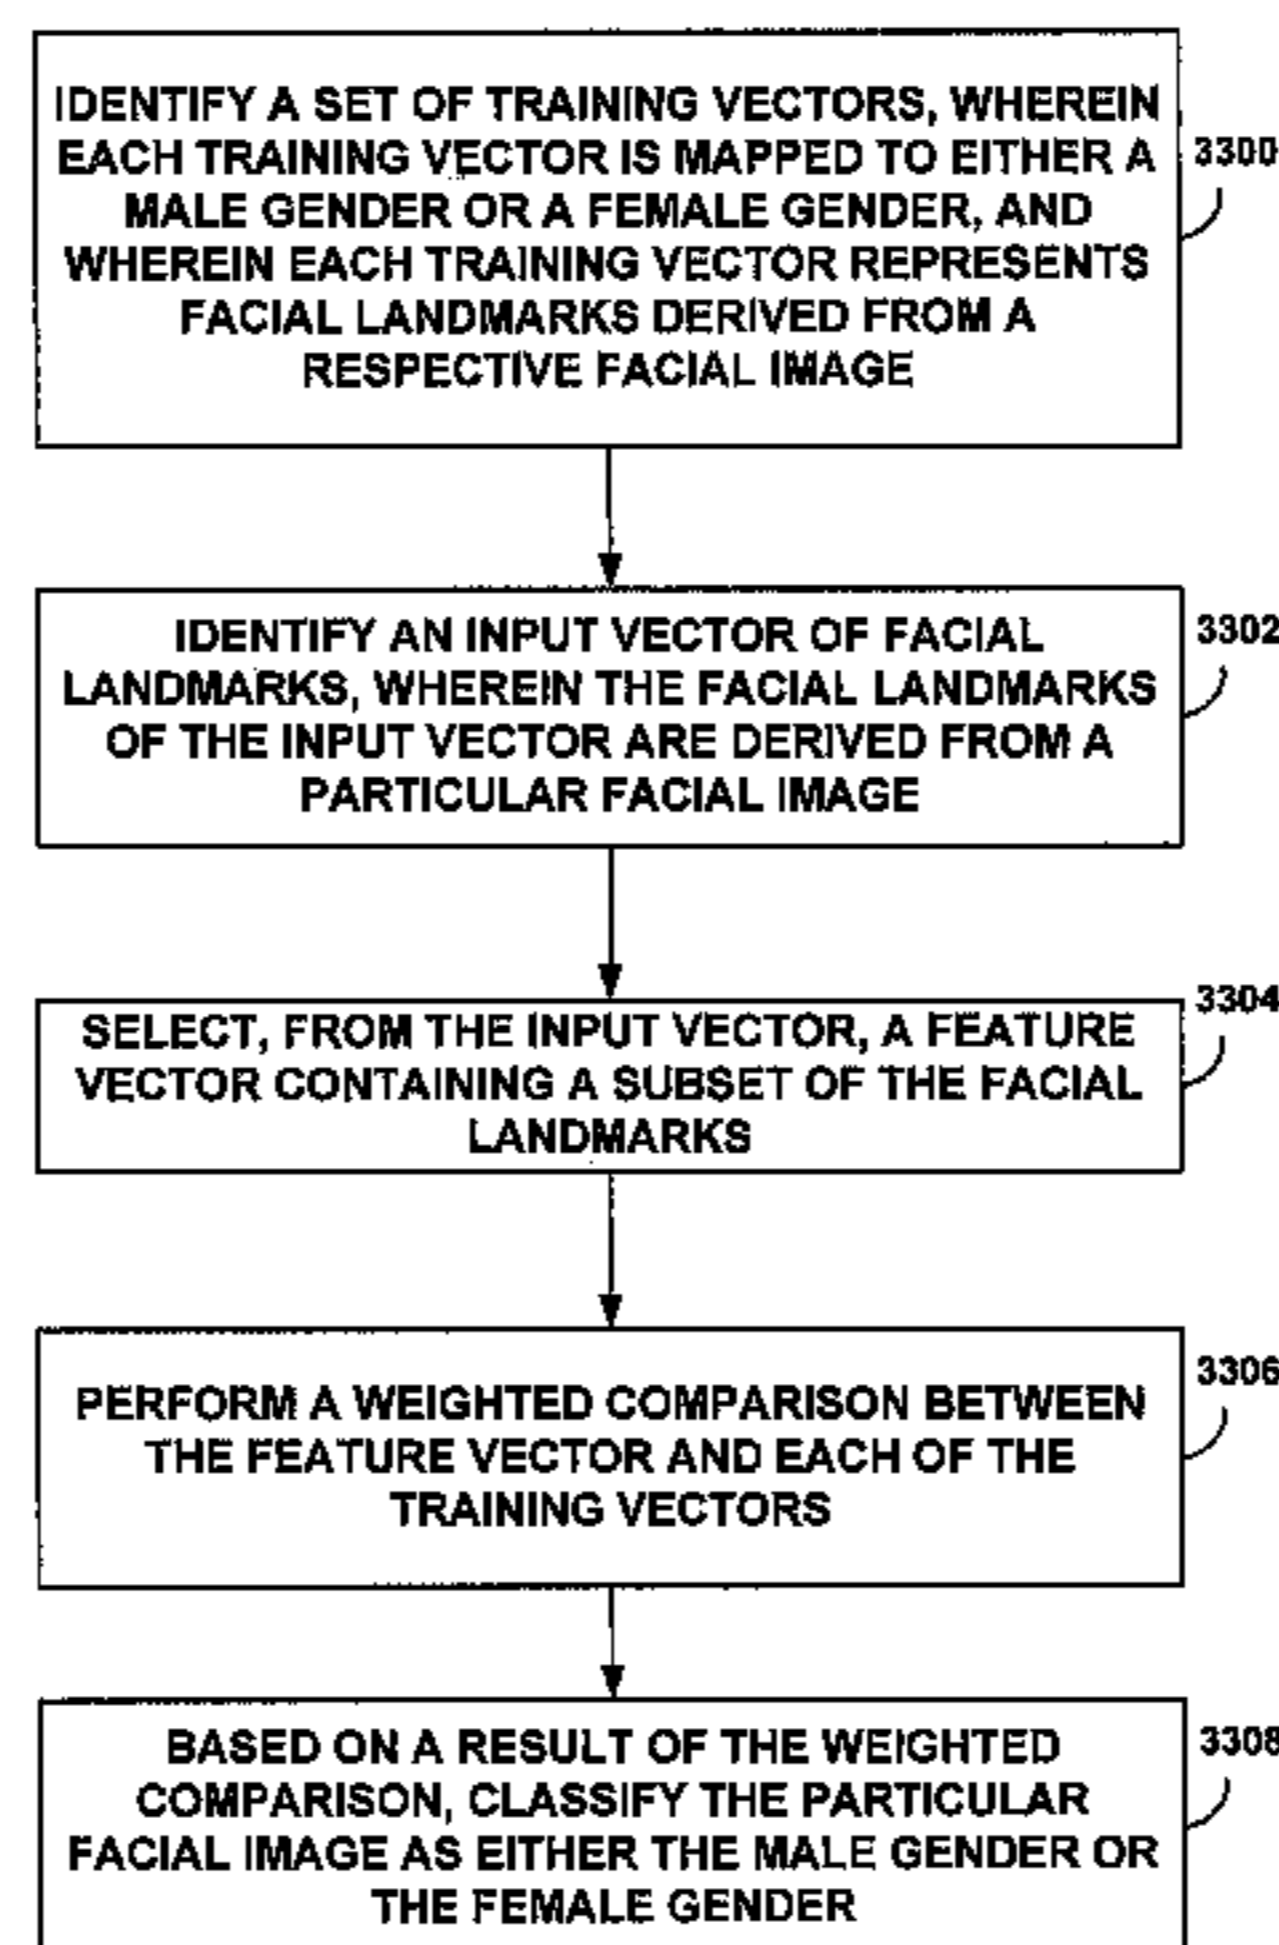 IDENTIFY A SET OF TRAINING VECTORS, WHEREIN
EACH TRAINING VECTOR IS MAPPED TO EITHER A
MALE GENDER OR A FEMALE GENDER, AND
WHEREIN EACH TRAINING VECTOR REPRESENTS
FACIAL LANDMARKS DERIVED FROM A
RESPECTIVE FACIAL IMAGE
3300
IDENTIFY AN INPUT VECTOR OF FACIAL
LANDMARKS, WHEREIN THE FACIAL LANDMARKS
OF THE INPUT VECTOR ARE DERIVED FROM A
PARTICULAR FACIAL IMAGE
3302
SELECT, FROM THE INPUT VECTOR, A FEATURE
VECTOR CONTAINING A SUBSET OF THE FACIAL
LANDMARKS
3304
PERFORM A WEIGHTED COMPARISON BETWEEN
THE FEATURE VECTOR AND EACH OF THE
TRAINING VECTORS
3306
BASED ON A RESULT OF THE WEIGHTED
COMPARISON, CLASSIFY THE PARTICULAR
FACIAL IMAGE AS EITHER THE MALE GENDER OR
THE FEMALE GENDER
3308